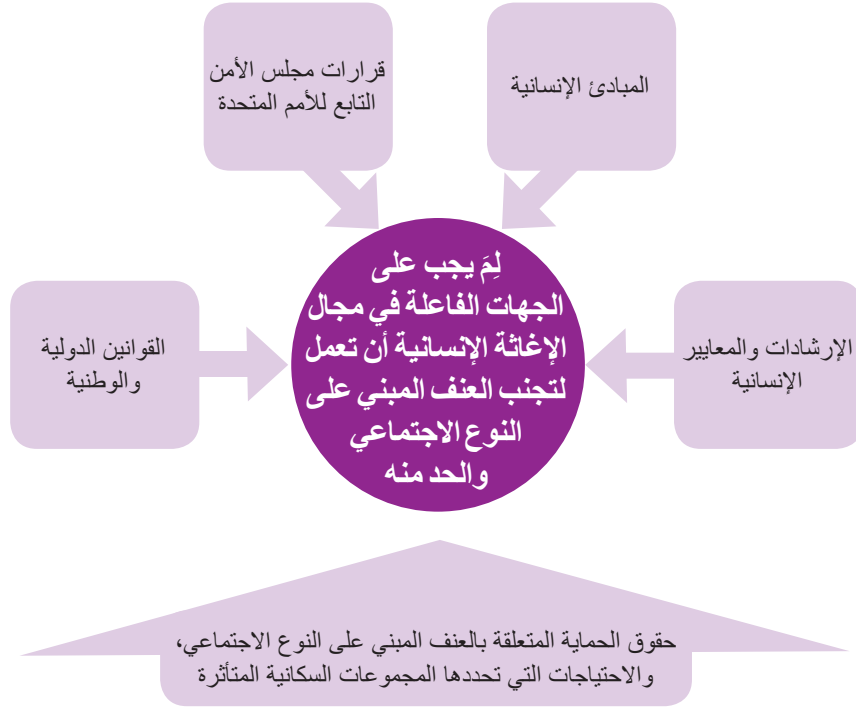 المبادئ الإنسانية
قرارات مجلس الأمن
التابع للأمم المتحدة
لِمَ يجب على
الجهات الفاعلة في مجال
الإغاثة الإنسانية أن تعمل
لتجنب العنف المبني على
النوع الاجتماعي
والحد منه
الإرشادات والمعايير
الإنسانية
القوانين الدولية
والوطنية
حقوق الحماية المتعلقة بالعنف المبني على النوع الاجتماعي،
والاحتياجات التي تحددها المجموعات السكانية المتأثرة